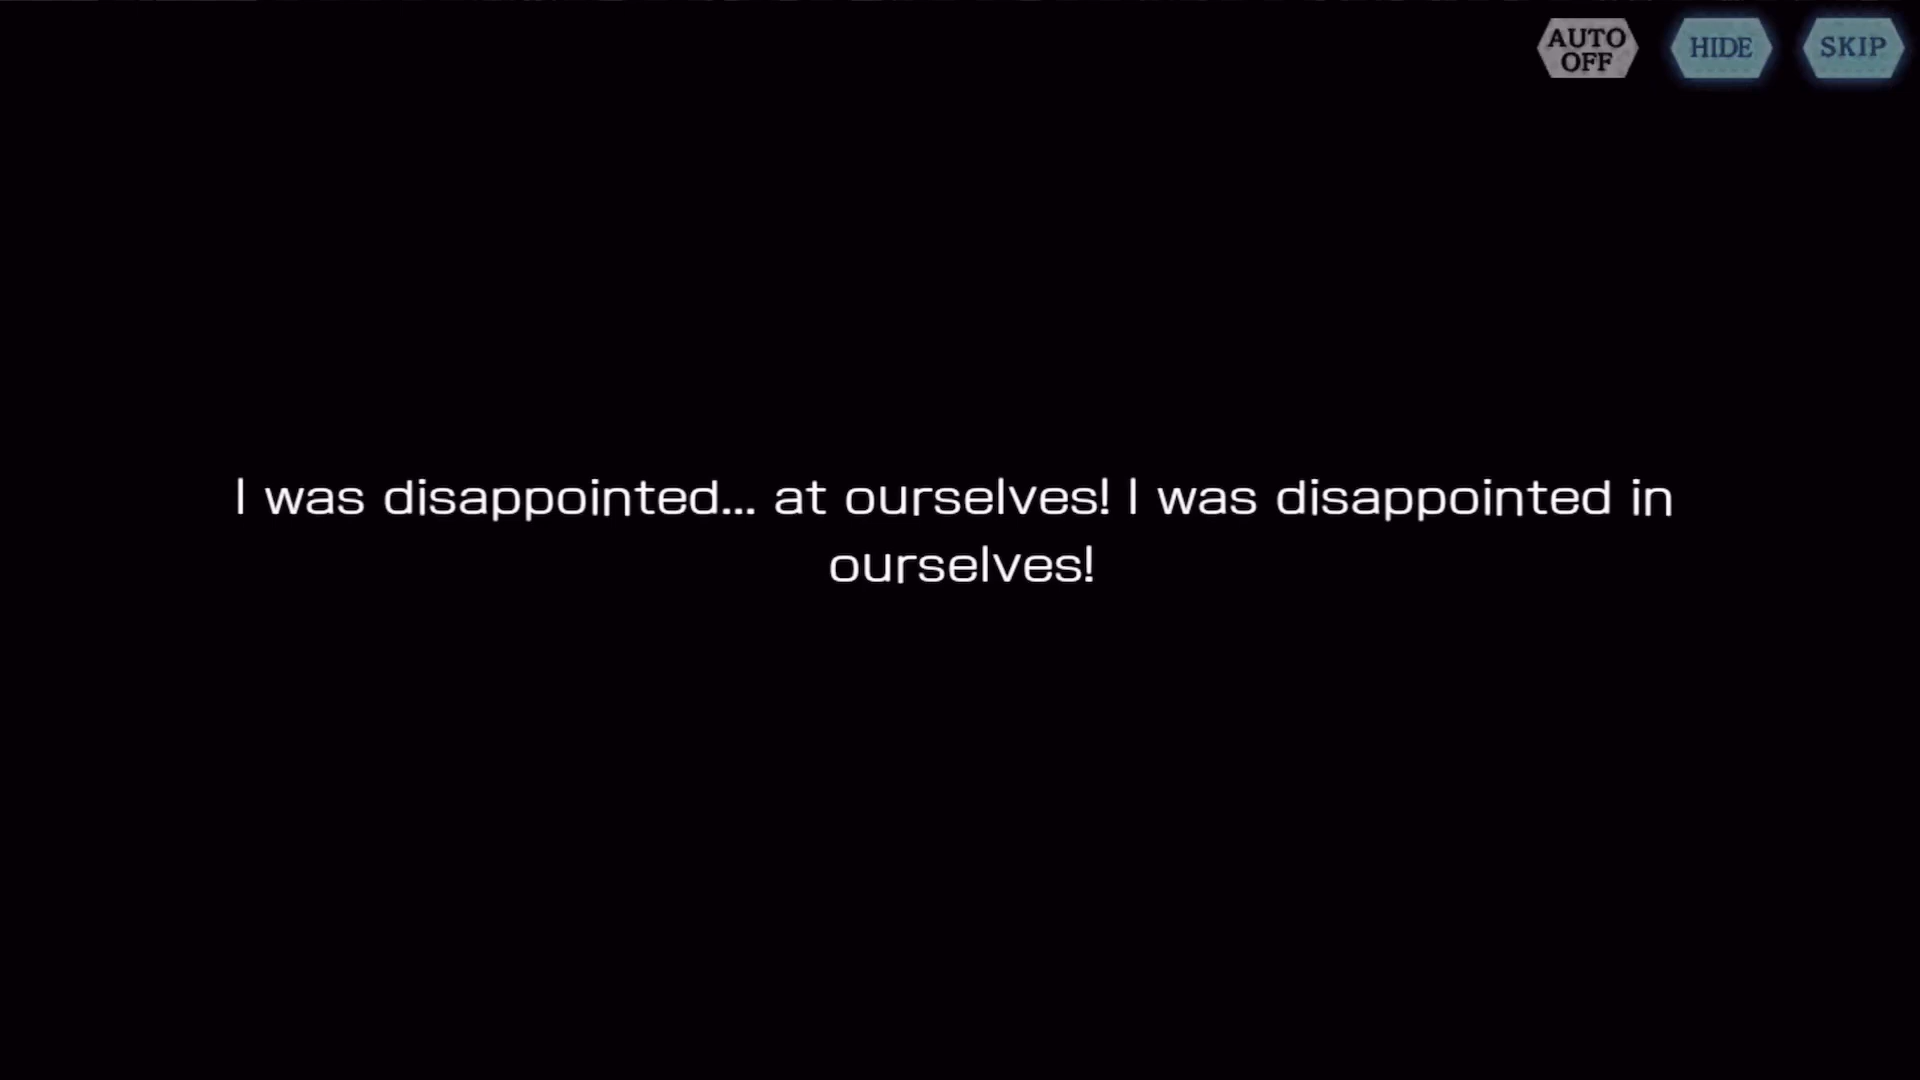 AUTO
OFF
HIDE
SKIP
I was disappointed... at ourselves! I was disappointed in
ourselves!